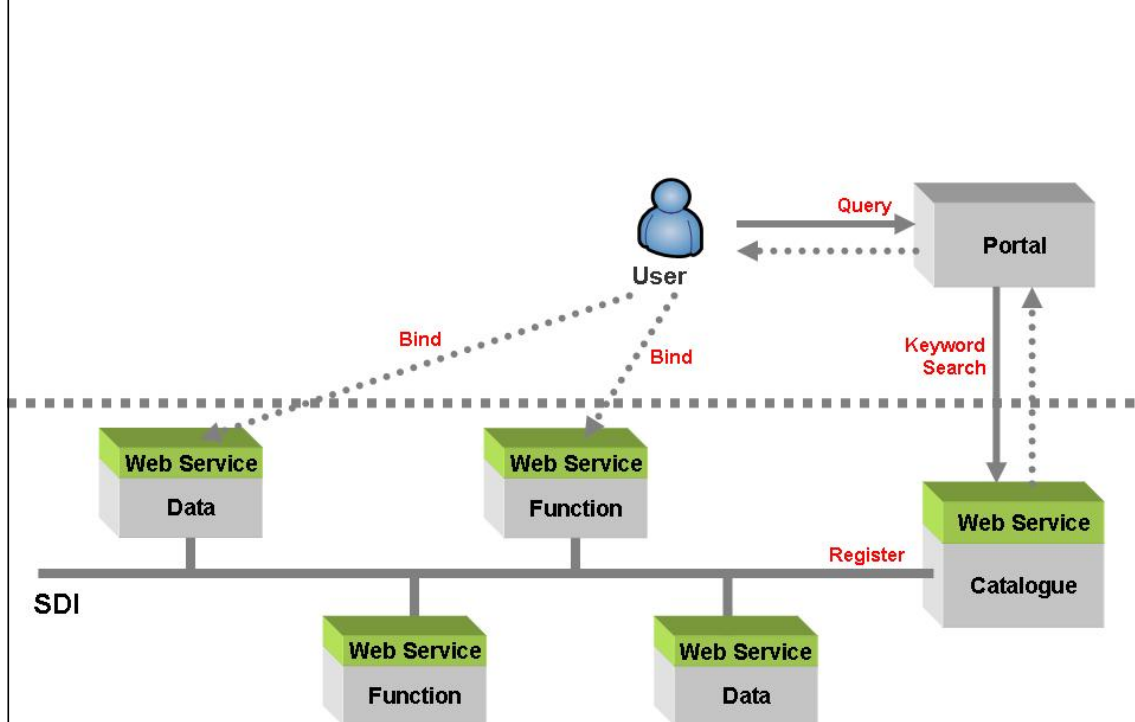 Query
Portal
User
Bind
Bind
Keyword
Search
Web Service
Data
Web Service
Function
Web Service
Catalogue
Register
SDI
Web Service
Function
Web Service
Data